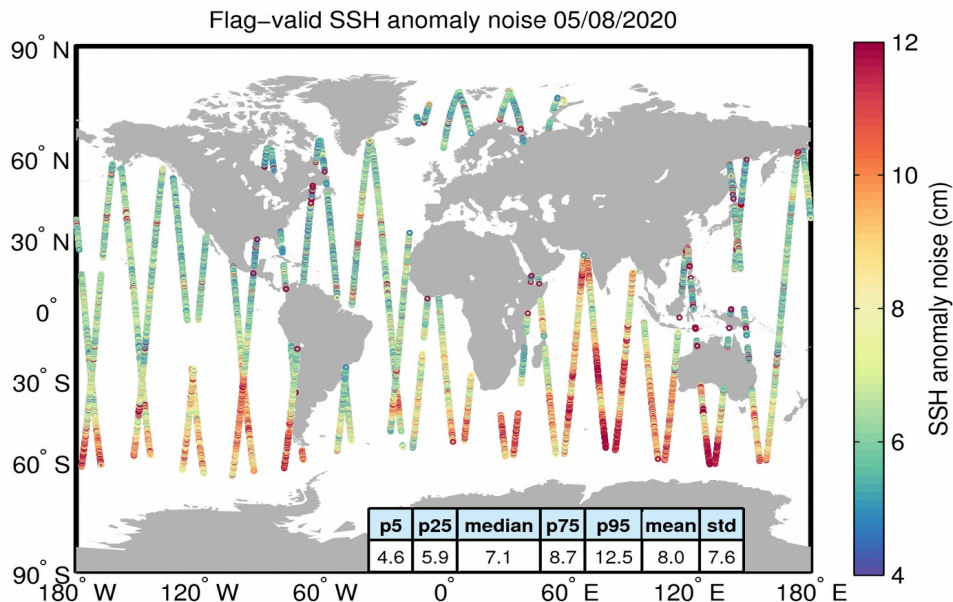 Flag−valid SSH anomaly noise 05/08/2020
90° N
60° N
30° N
0°
30° S
60° S
90° S
180° W
120° W
60° W
0°
60° E
120° E
180° E
p5 p25 median p75 p95 mean std
4.6 5.9 7.1 8.7 12.5 8.0 7.6
12
10
8
6
4
SSH anomaly noise (cm)